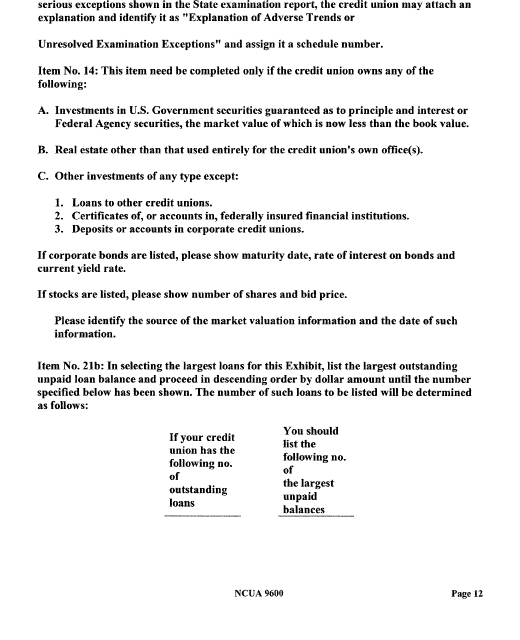 serious exceptions shown in the State examination report, the credit union may attach an
explanation and identify it as "Explanation of Adverse Trends or
Unresolved Examination Exceptions" and assign it a schedule number.
Item No. 14: This item need be completed only if the credit union owns any of the
following:
A. Investments in U.S. Government securities guaranteed as to principle and interest or
Federal Agency securities, the market value of which is now less than the book value.
B. Real estate other than that used entirely for the credit union's own office(s).
C. Other investments of any type except:
1. Loans to other credit unions.
2. Certificates of, or accounts in, federally insured financial institutions.
3. Deposits or accounts in corporate credit unions.
If corporate bonds are listed, please show maturity date, rate of interest on bonds and
current yield rate.
If stocks are listed, please show number of shares and bid price.
Please identify the source of the market valuation information and the date of such
information.
Item No. 21b: In selecting the largest loans for this Exhibit, list the largest outstanding
unpaid loan balance and proceed in descending order by dollar amount until the number
specified below has been shown. The number of such loans to be listed will be determined
as follows:
If your credit
union has the
following no.
of
outstanding
loans
You should
list the
following no.
of
the largest
unpaid
balances
NCUA 9600
Page 12